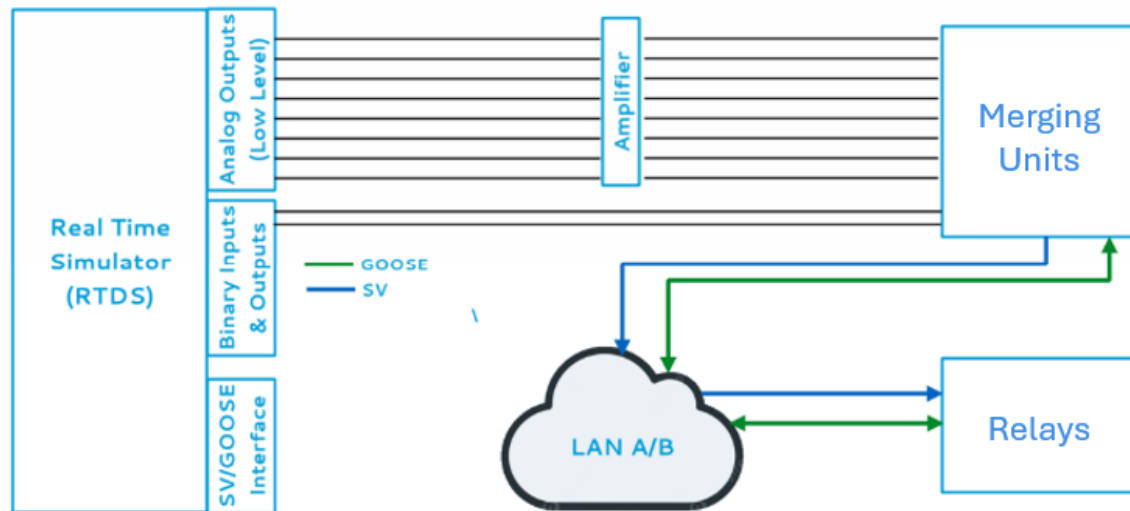 Real Time
Simulator
(RTDS)
Analog Outputs
(Low Level)
Binary Inputs
& Outputs
SV/GOOSE
Interface
Amplifier
Merging
Units
GOOSE
SV
LAN A/B
Relays